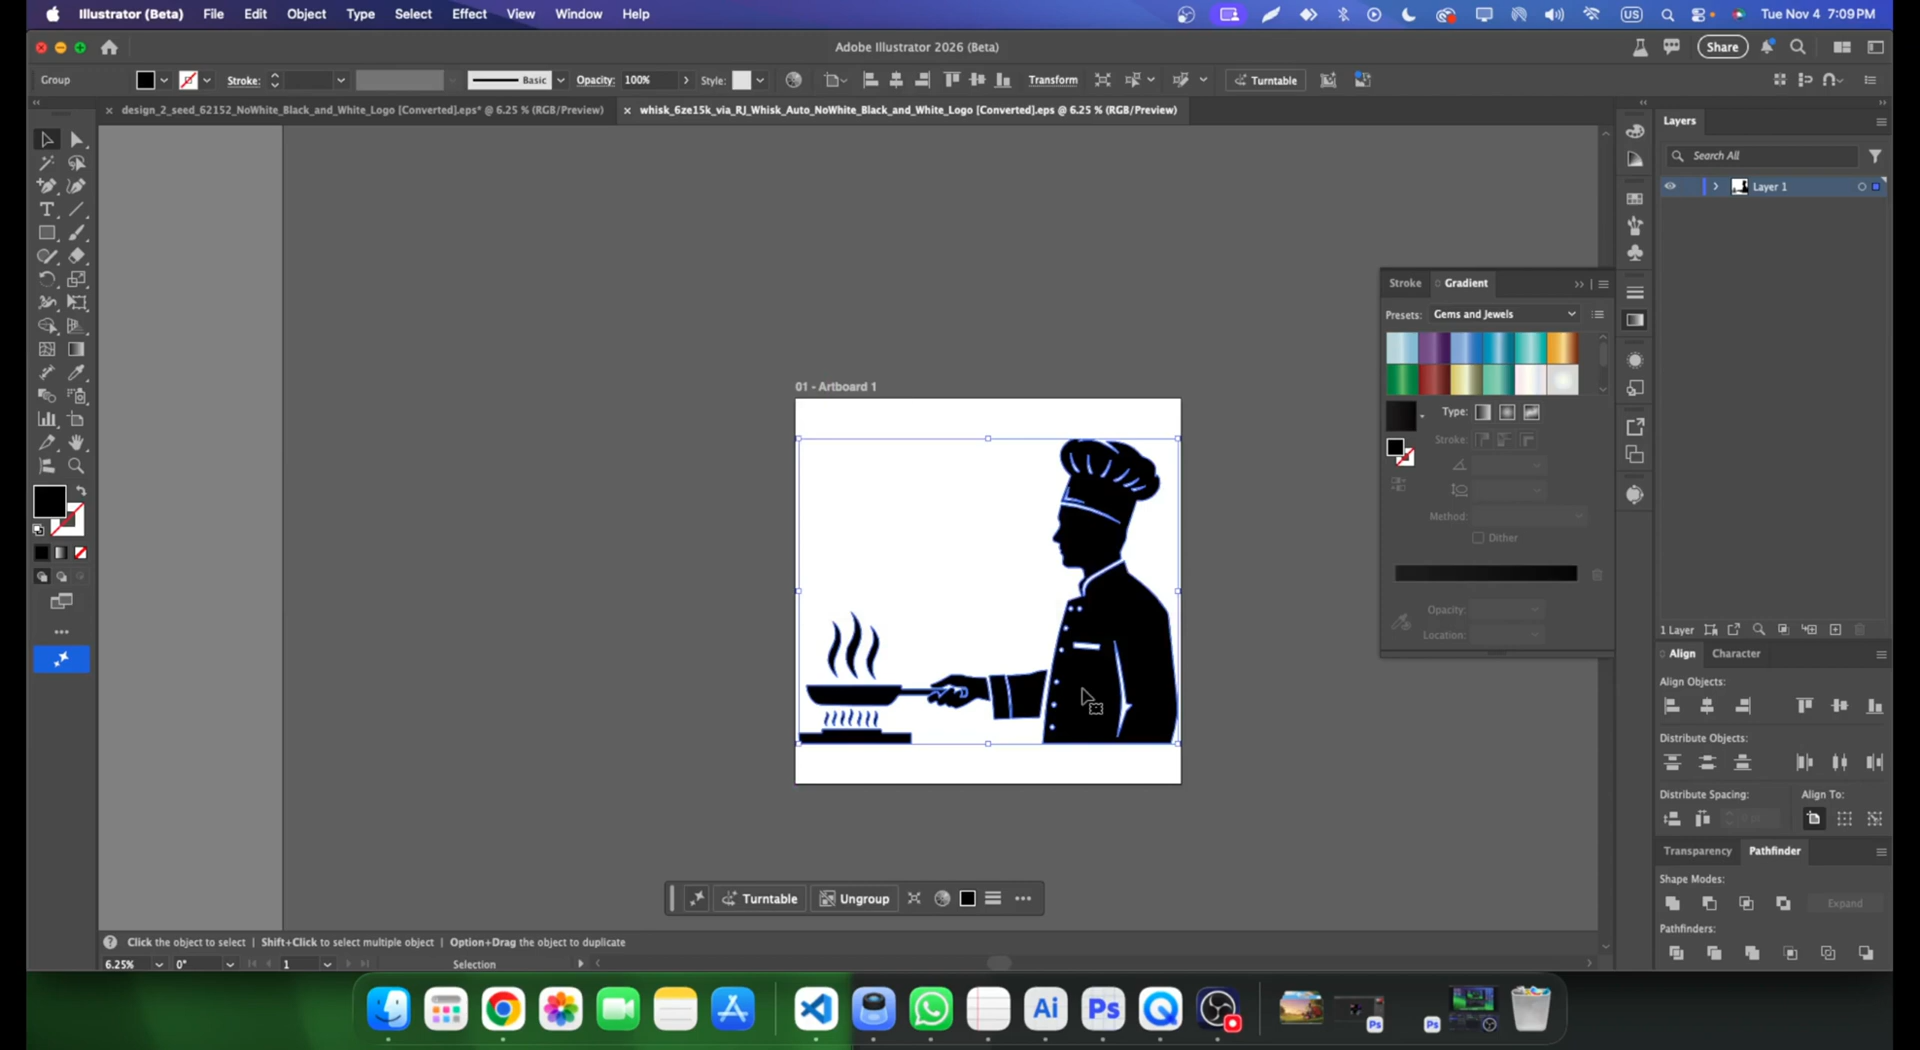 Illustrator (Beta) File Edit Object Type Select Effect View Window Help
US
Tue Nov 4 7:09 PM
Adobe Illustrator 2026 (Beta)
Share
Group
Stroke:
Basic
Opacity: 100%
Style:
Transform
Turntable
design_2_seed_62152_NoWhite_Black_and_White_Logo [Converted].eps* @ 6.25 % (RGB/Preview)
whisk_6ze15k_via_RJ_Whisk_Auto_NoWhite_Black_and_White_Logo [Converted].eps @ 6.25 % (RGB/Preview)
Layers
Search All
Layer 1
Stroke Gradient
Presets: Gems and Jewels
Type:
Stroke:
Method:
Dither
Opacity:
Location:
01 - Artboard 1
1 Layer
Align Character
Align Objects:
Distribute Objects:
Distribute Spacing: Align To:
Transparency Pathfinder
Shape Modes:
Expand
Pathfinders:
Turntable Ungroup
Click the object to select | Shift+Click to select multiple object | Option+Drag the object to duplicate
6.25% 0° 1 Selection
Ai Ps
Ps Ps